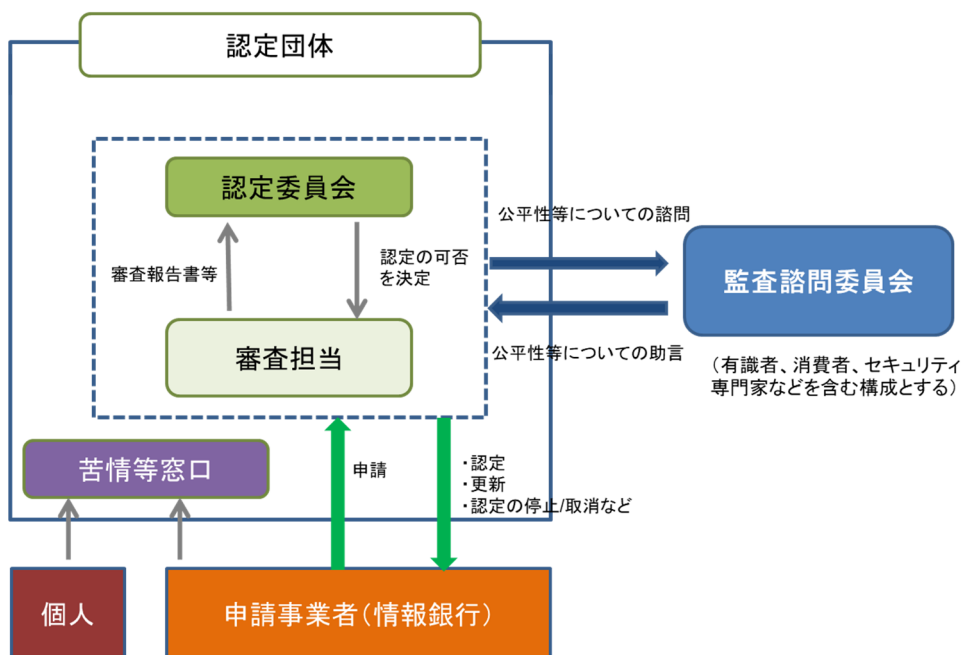 認定団体
認定委員会
審査報告書等
認定の可否
を決定
審査担当
公平性等についての諮問
監査諮問委員会
公平性等についての助言
（有識者、消費者、セキュリティ
専門家などを含む構成とする）
苦情等窓口
申請
・認定
・更新
・認定の停止/取消など
個人
申請事業者（情報銀行）